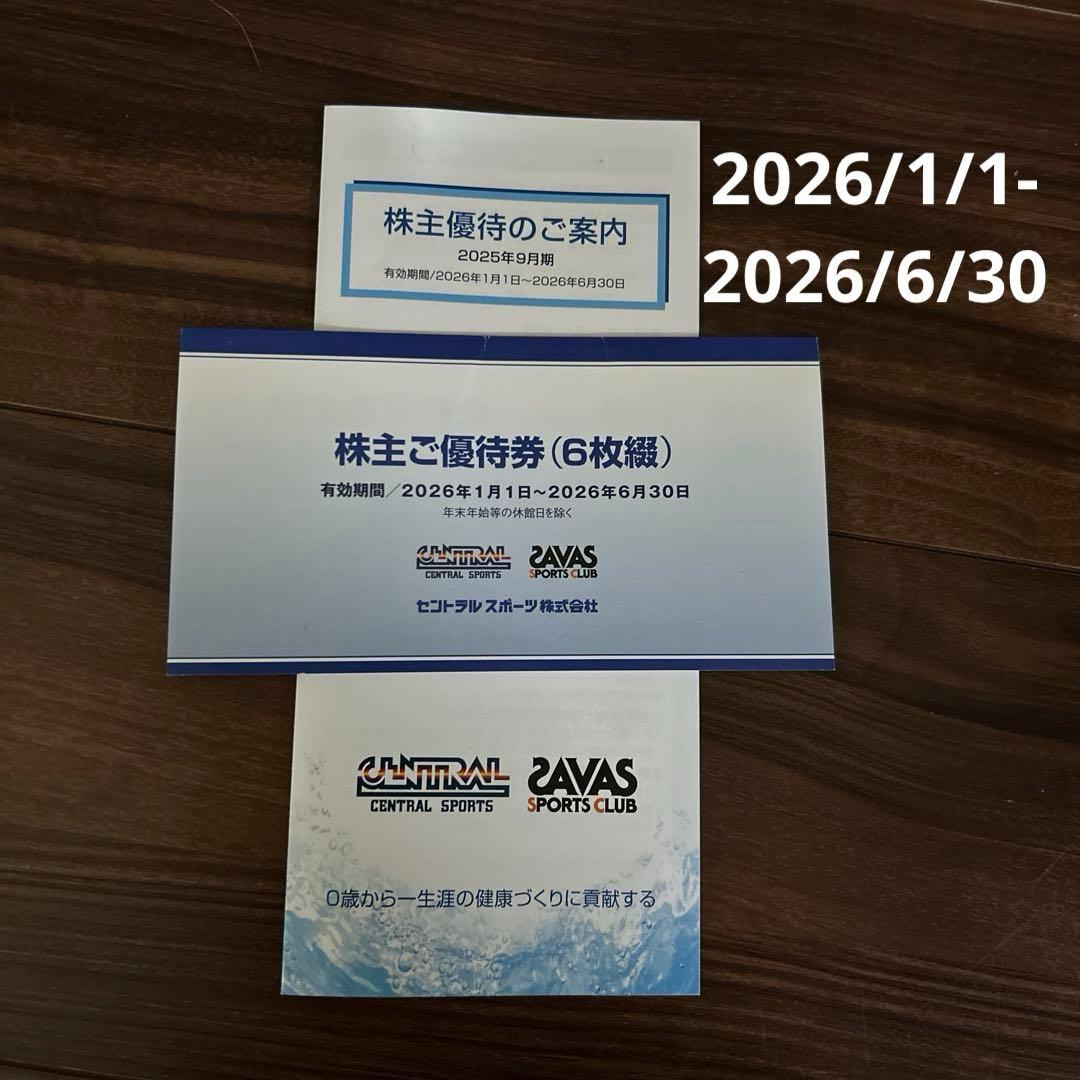 2026/1/1-
2026/6/30
株主優待のご案内
2025年9月期
有効期間/2026年1月1日〜2026年6月30日
株主ご優待券(6枚綴)
有効期間/2026年1月1日〜2026年6月30日
年末年始等の休館日を除く
CENTRAL
CENTRAL SPORTS
SAVAS
SPORTS CLUB
セントラルスポーツ株式会社
CENTRAL
CENTRAL SPORTS
SAVAS
SPORTS CLUB
0歳から一生涯の健康づくりに貢献する